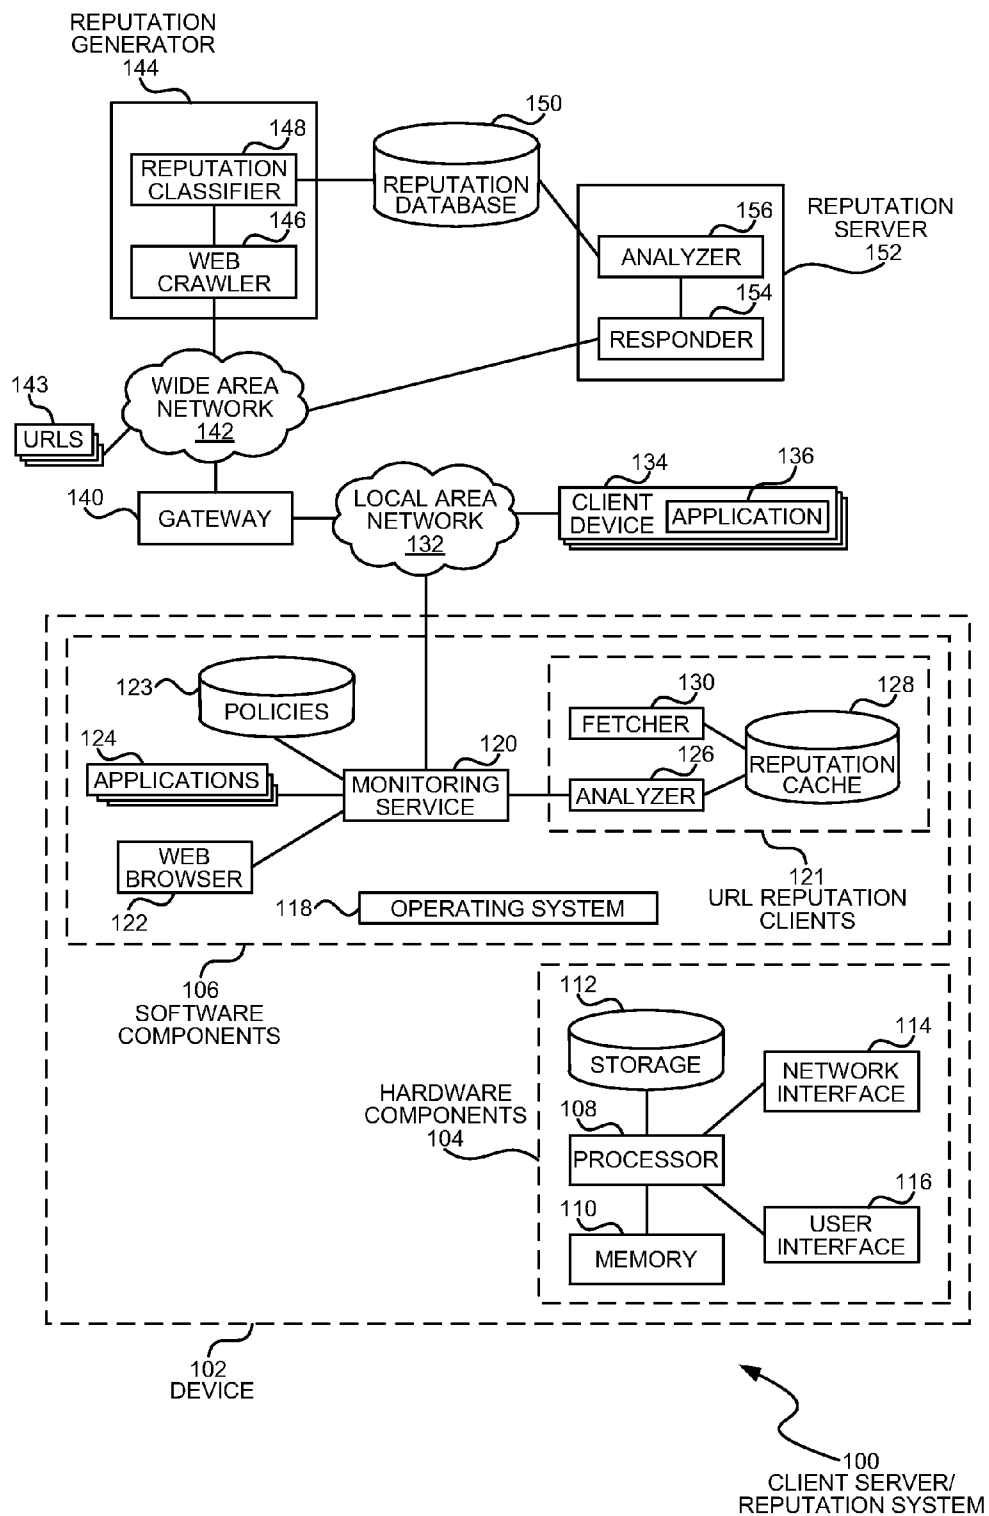 REPUTATION
GENERATOR
144
148
REPUTATION
CLASSIFIER
146
WEB
CRAWLER
150
REPUTATION
DATABASE
156
ANALYZER
154
RESPONDER
REPUTATION
SERVER
152
143
URLS
WIDE AREA
NETWORK
142
140
GATEWAY
LOCAL AREA
NETWORK
132
134
CLIENT
DEVICE
136
APPLICATION
123
POLICIES
124
APPLICATIONS
120
MONITORING
SERVICE
WEB
BROWSER
122
130
FETCHER
126
ANALYZER
128
REPUTATION
CACHE
121
URL REPUTATION
CLIENTS
118
OPERATING SYSTEM
106
SOFTWARE
COMPONENTS
HARDWARE
COMPONENTS
104
112
STORAGE
108
PROCESSOR
110
MEMORY
114
NETWORK
INTERFACE
116
USER
INTERFACE
102
DEVICE
100
CLIENT SERVER/
REPUTATION SYSTEM